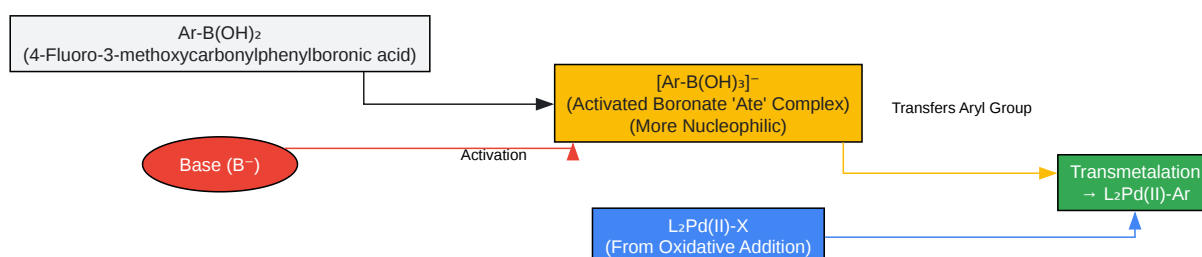 Ar-B(OH)₂
(4-Fluoro-3-methoxycarbonylphenylboronic acid)
[Ar-B(OH)₃]⁻
(Activated Boronate 'Ate' Complex)
(More Nucleophilic)
Transfers Aryl Group
Base (B⁻)
Activation
Transmetalation
→ L₂Pd(II)-Ar
L₂Pd(II)-X
(From Oxidative Addition)